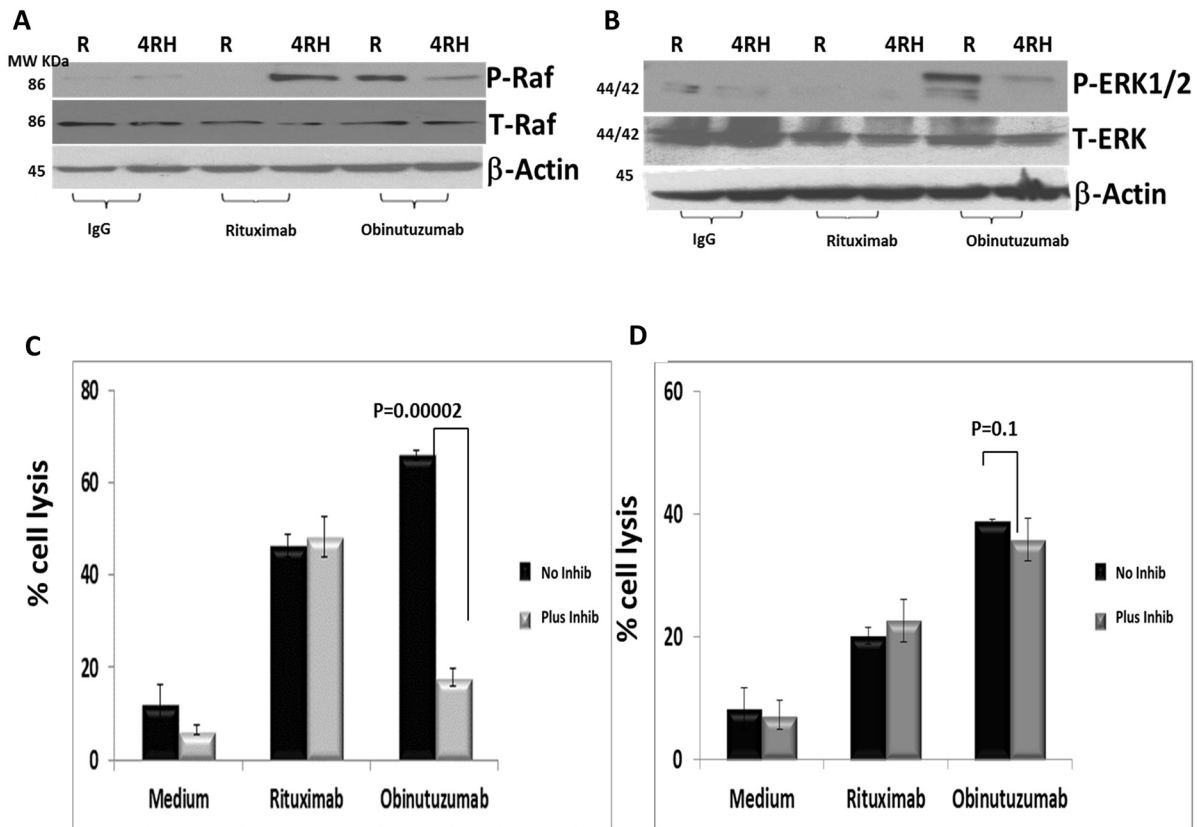 A
R 4RH R 4RH R 4RH
MW KDa
86 P-Raf
86 T-Raf
45 β-Actin
IgG Rituximab Obinutuzumab
B
R 4RH R 4RH R 4RH
44/42 P-ERK1/2
44/42 T-ERK
45 β-Actin
IgG Rituximab Obinutuzumab
C
% cell lysis
80
60
40
20
0
P=0.00002
No Inhib
Plus Inhib
Medium Rituximab Obinutuzumab
D
% cell lysis
60
40
20
0
P=0.1
No Inhib
Plus Inhib
Medium Rituximab Obinutuzumab